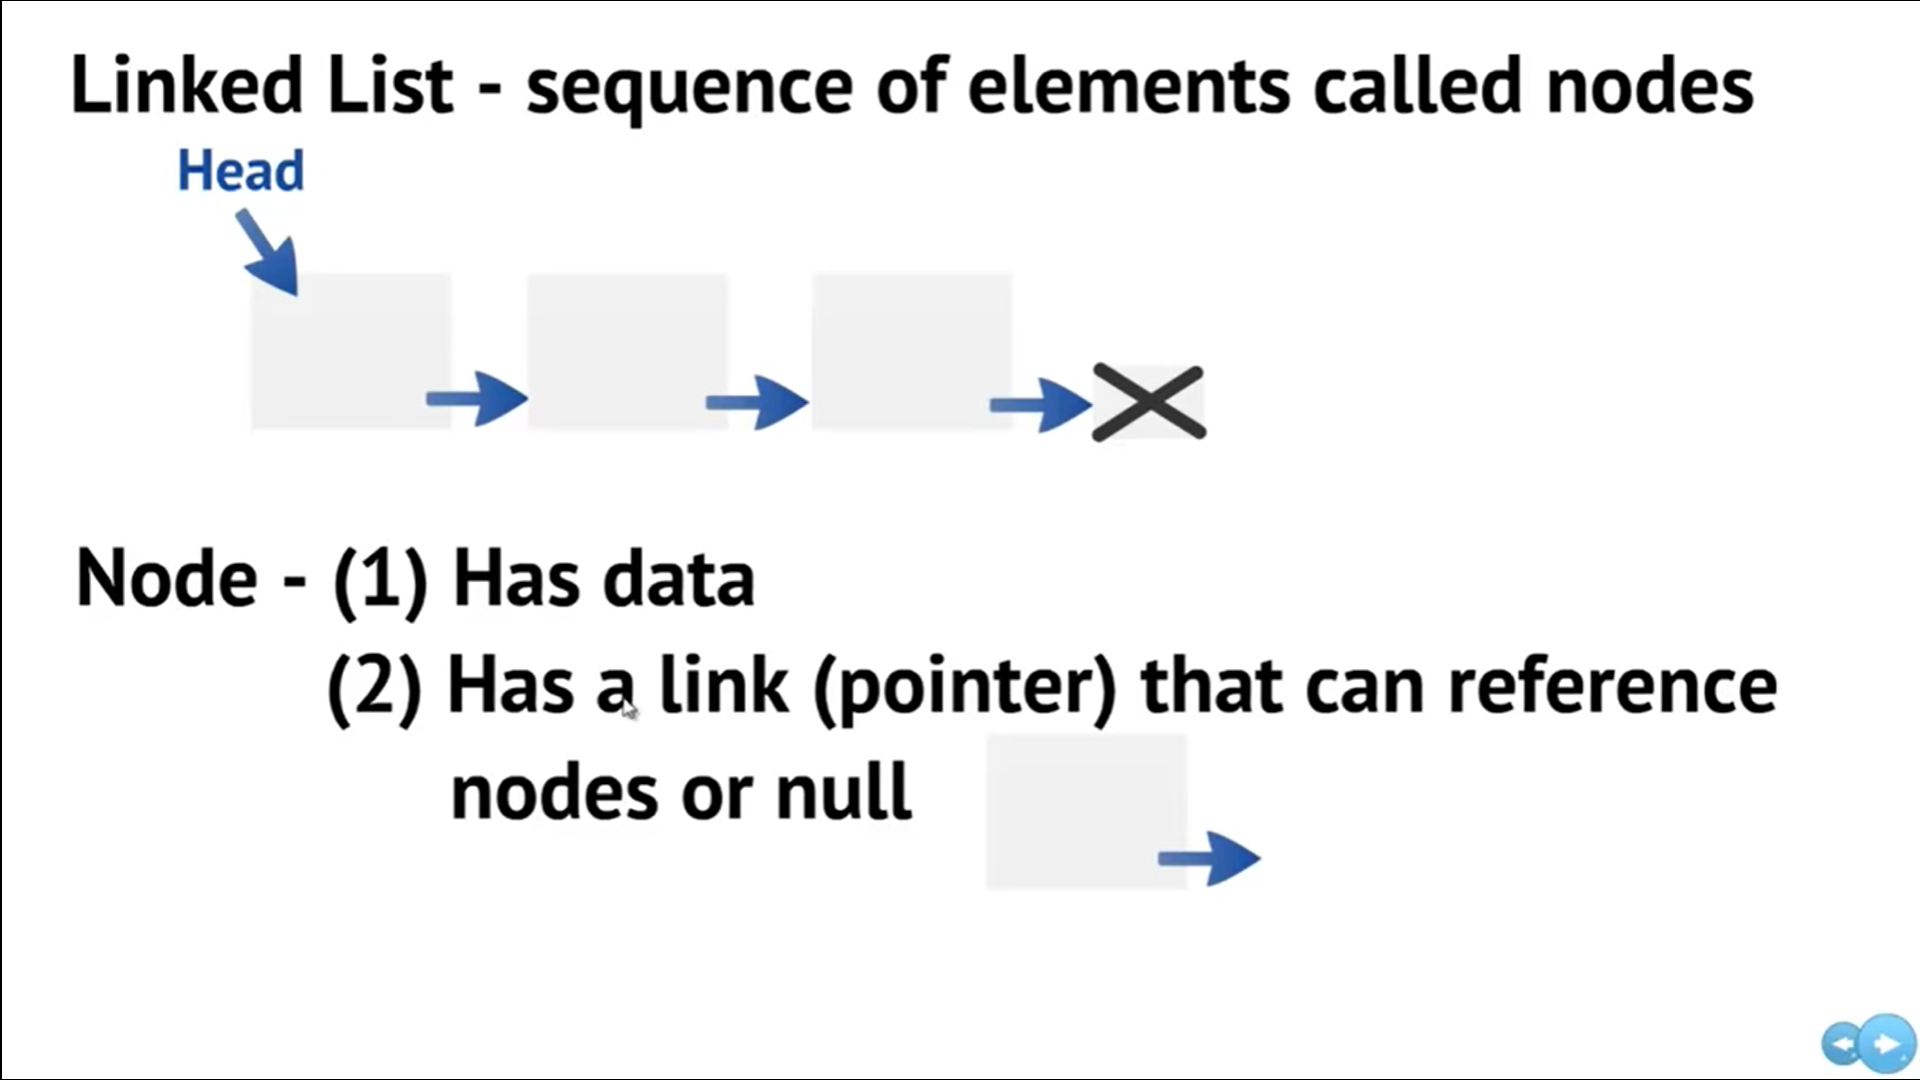 Linked List - sequence of elements called nodes
Head
Node - (1) Has data
(2) Has a link (pointer) that can reference
nodes or null